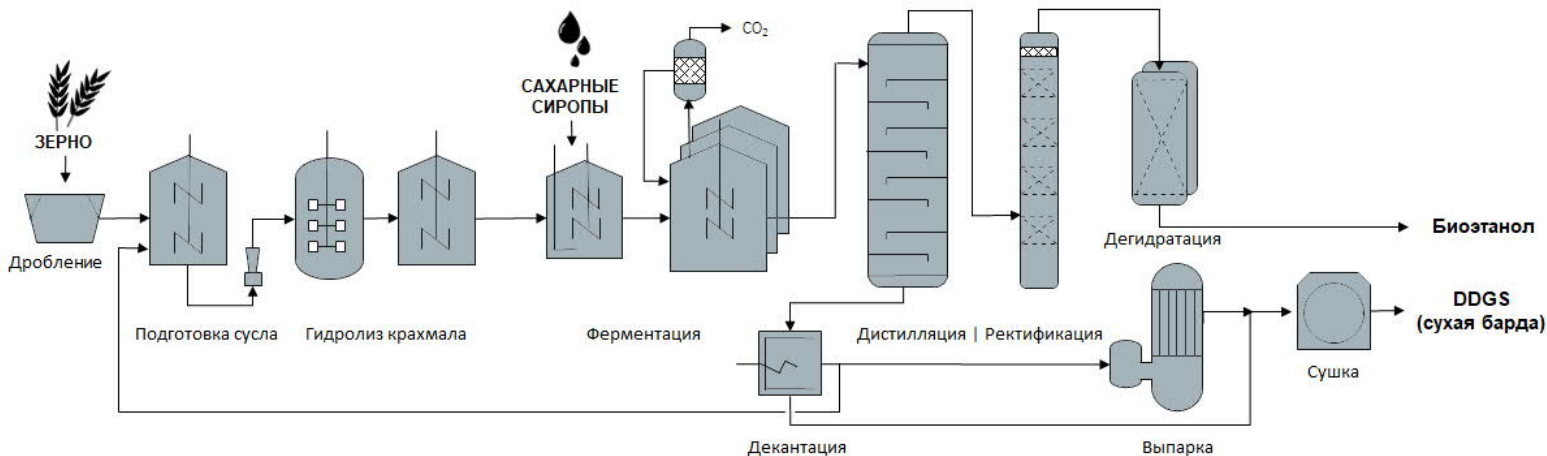 CO₂
САХАРНЫЕ
СИРОПЫ
ЗЕРНО
Дробление
Подготовка сусла
Гидролиз крахмала
Ферментация
Дистилляция | Ректификация
Дегидратация
Биоэтанол
DDGS
(сухая барда)
Сушка
Декантация
Выпарка